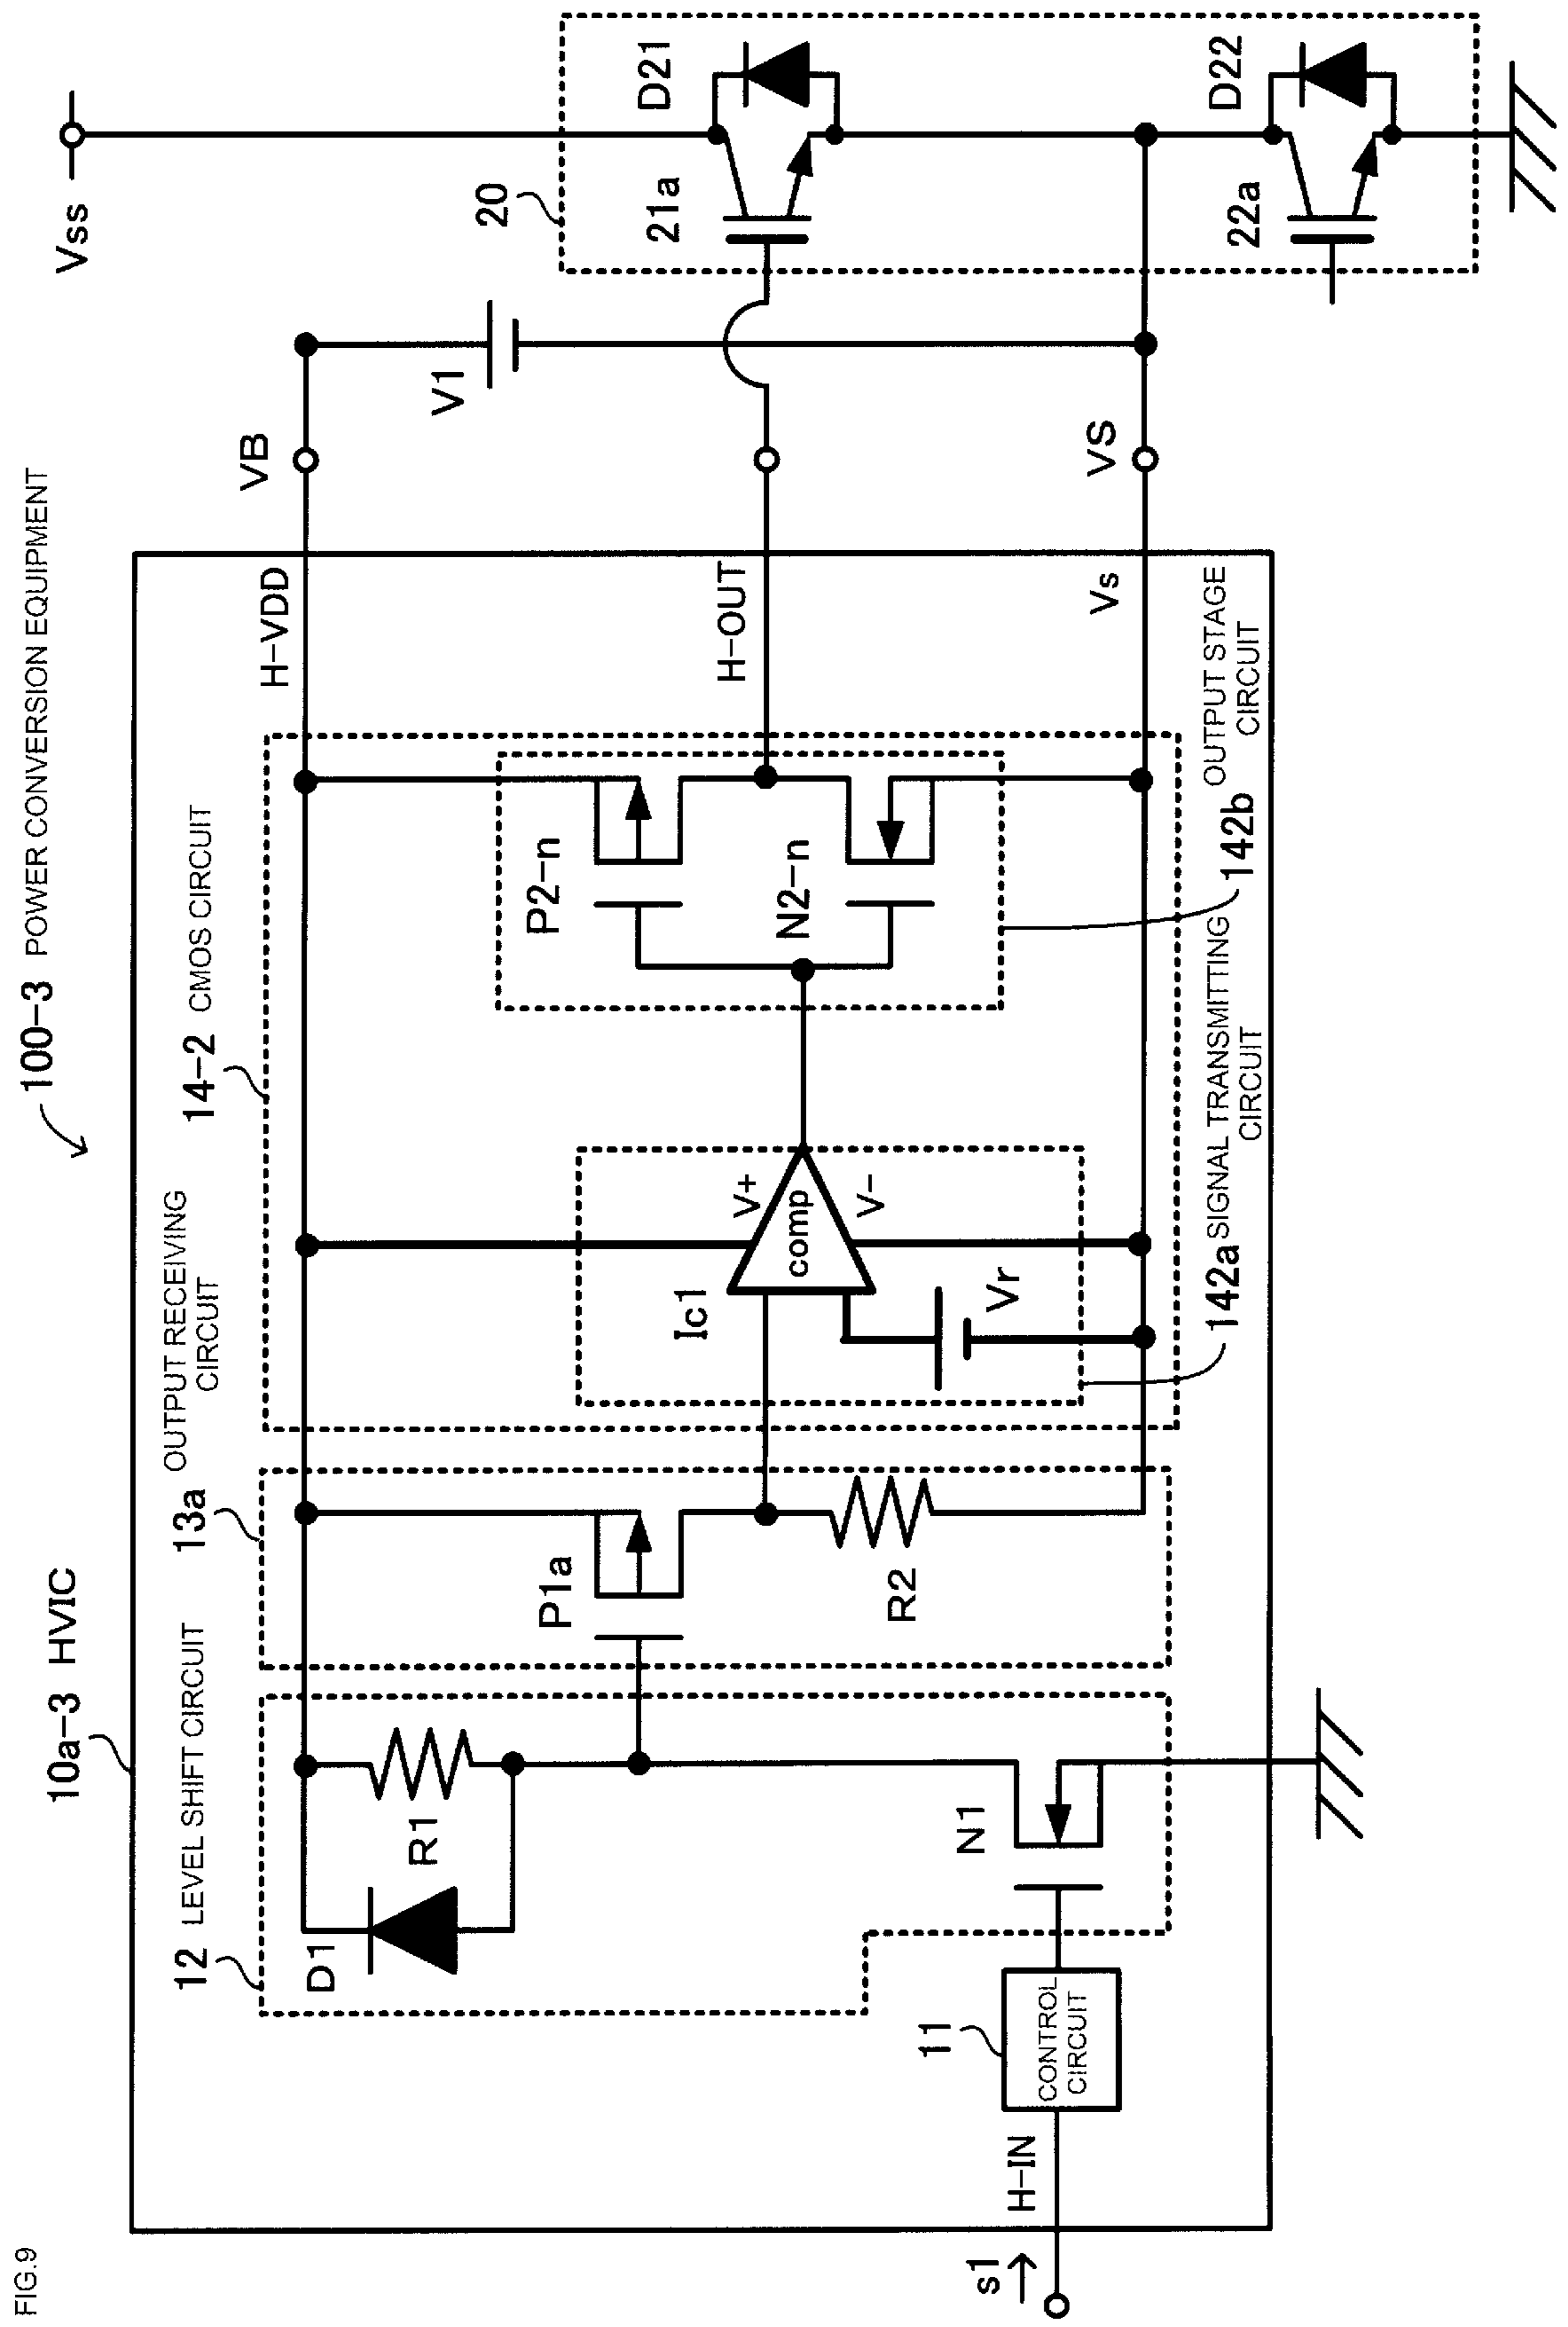 FIG.9
100-3 POWER CONVERSION EQUIPMENT
10a-3 HVIC
12 LEVEL SHIFT CIRCUIT
13a OUTPUT RECEIVING
CIRCUIT
14-2 CMOS CIRCUIT
H-VDD
VB
Vss
D1
R1
P1a
P2-n
V1
20
21a
D21
Ic1
V+
comp
V-
H-OUT
N2-n
R2
Vr
s1
H-IN
11
CONTROL
CIRCUIT
N1
Vs
VS
22a
D22
142a SIGNAL TRANSMITTING
CIRCUIT
142b OUTPUT STAGE
CIRCUIT